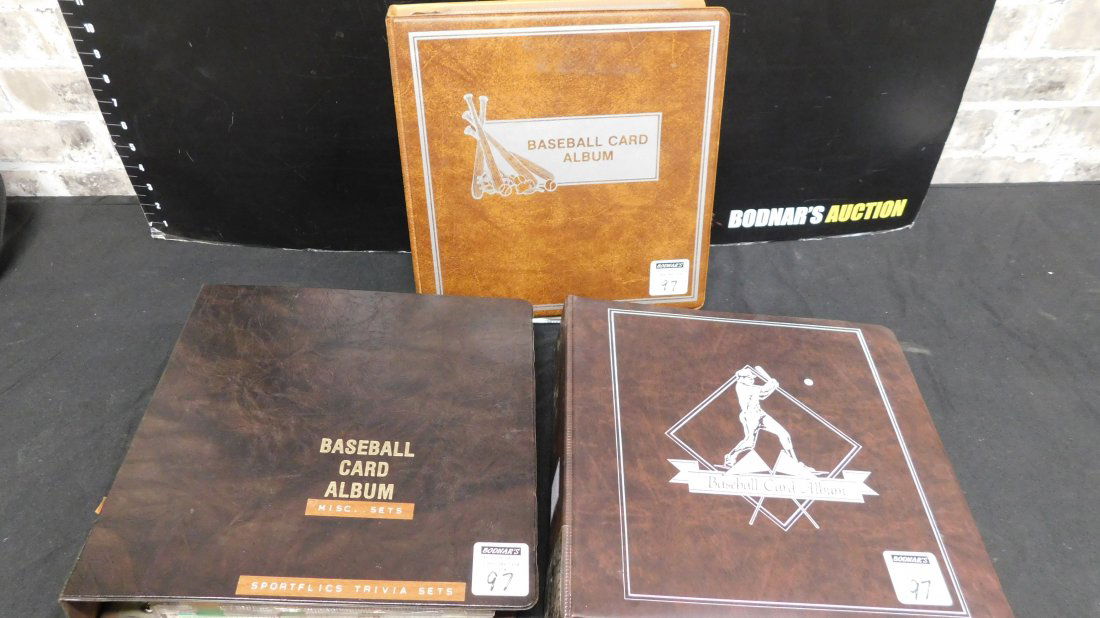 BASEBALL CARD
ALBUM
BODNAR'S AUCTION
BODNAR'S
97
BASEBALL
CARD
ALBUM
MISC. SETS
SPORTFLICS TRIVIA SETS
BODNAR'S
97
Baseball Card Album
BODNAR'S
97